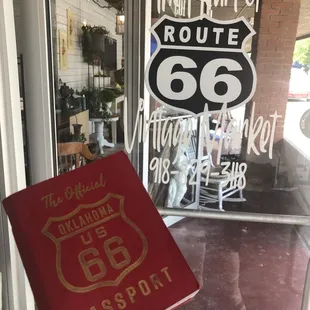 ROUTE
66
Vintage Market
The Official
OKLAHOMA
US
66
PASSPORT